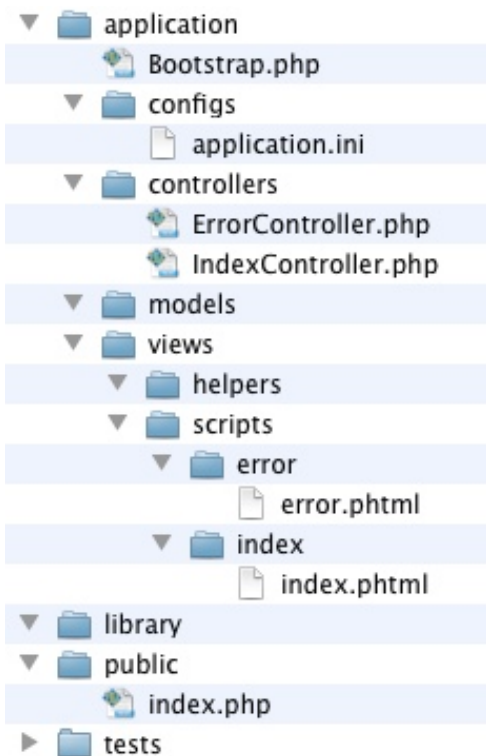 application
Bootstrap.php
configs
application.ini
controllers
ErrorController.php
IndexController.php
models
views
helpers
scripts
error
error.phtml
index
index.phtml
library
public
index.php
tests